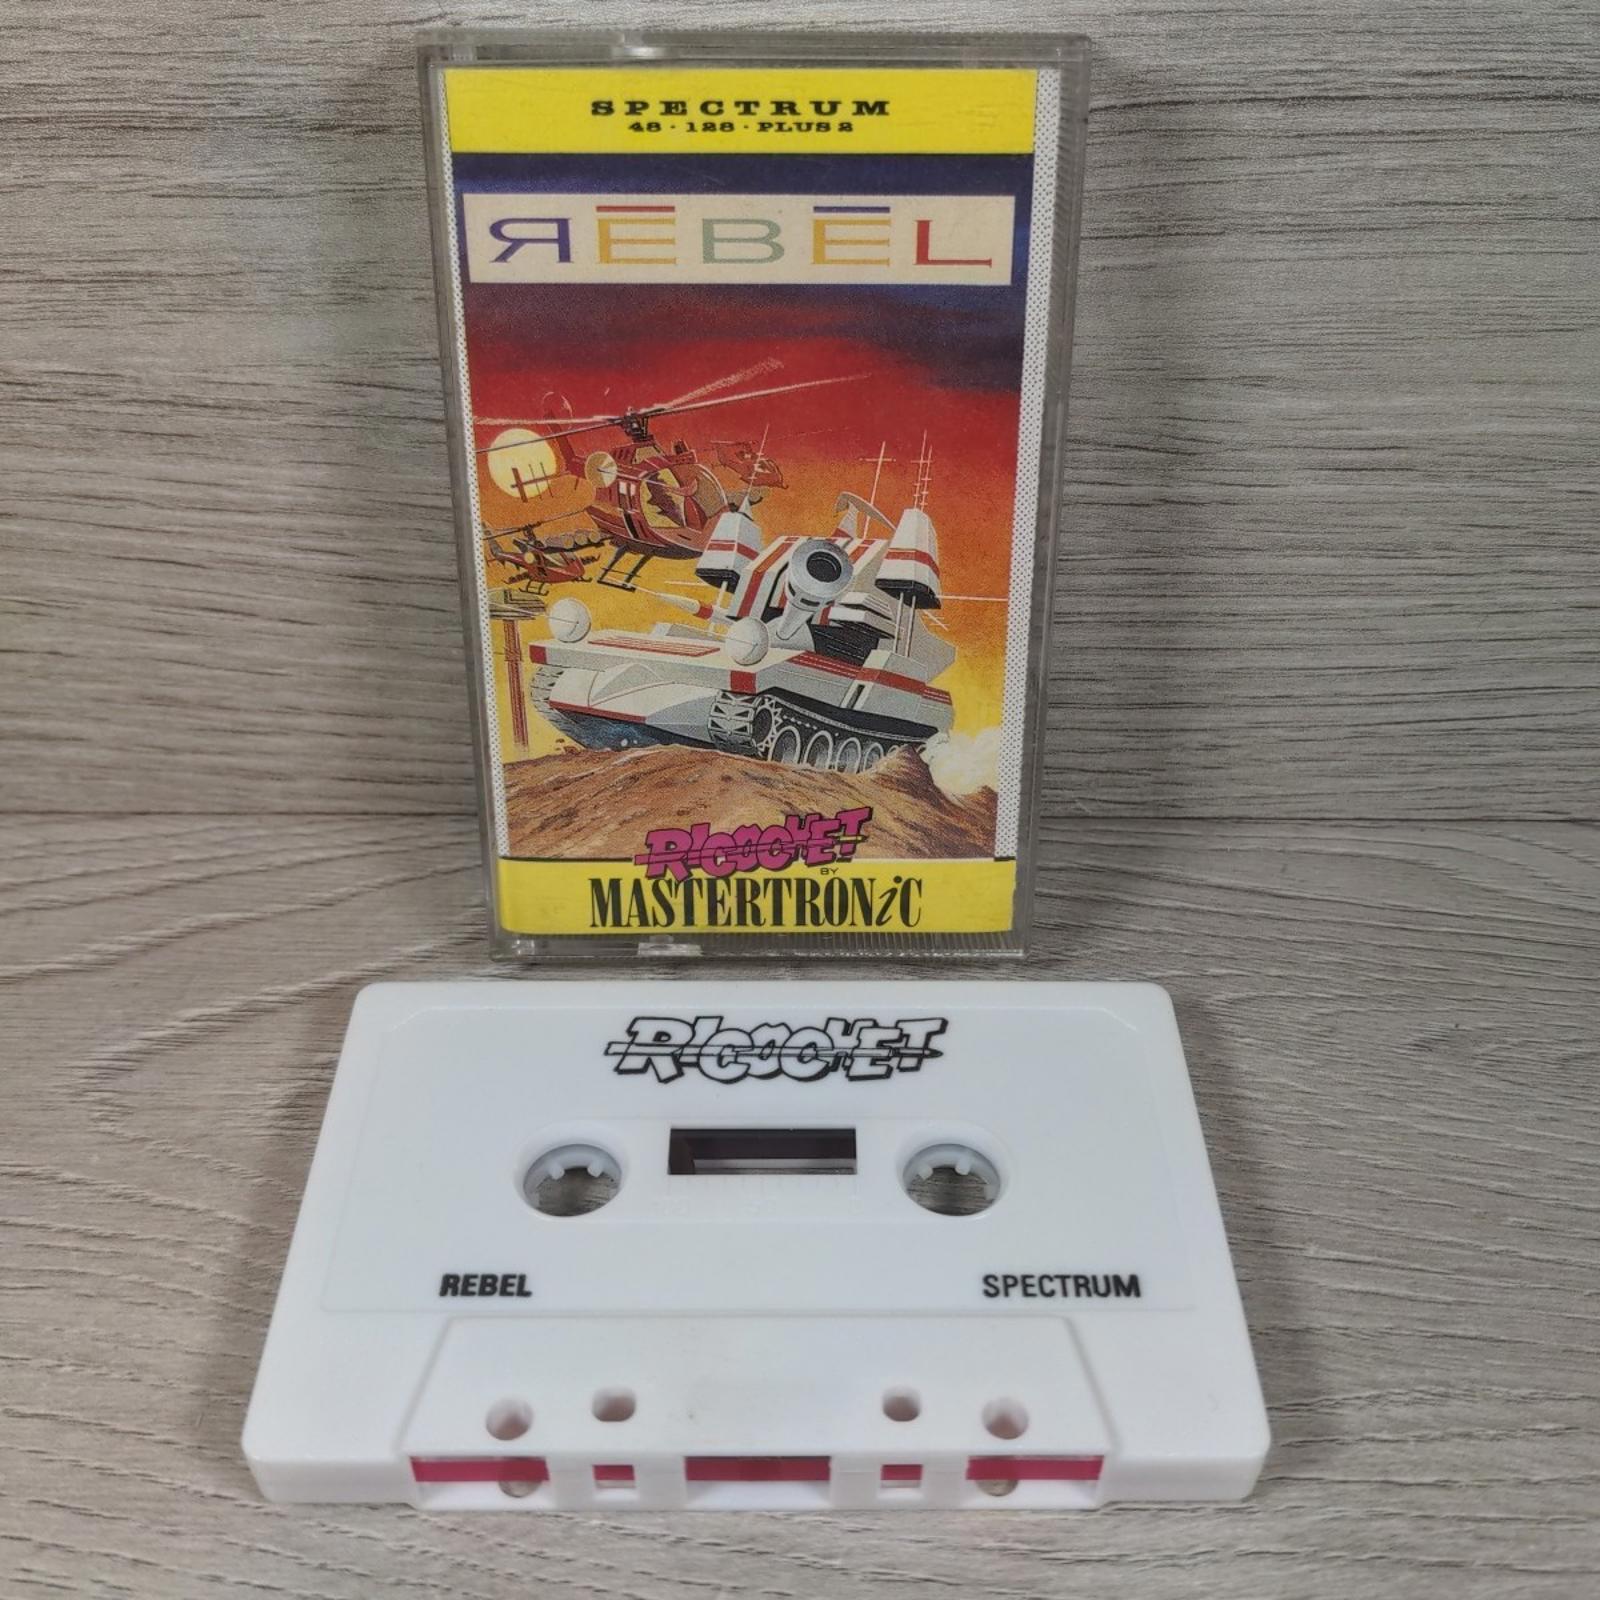 SPECTRUM
48 · 128 · PLUS 2
ЯEBEL
RICOCHET
BY
MASTERTRONiC
RICOCHET
REBEL SPECTRUM